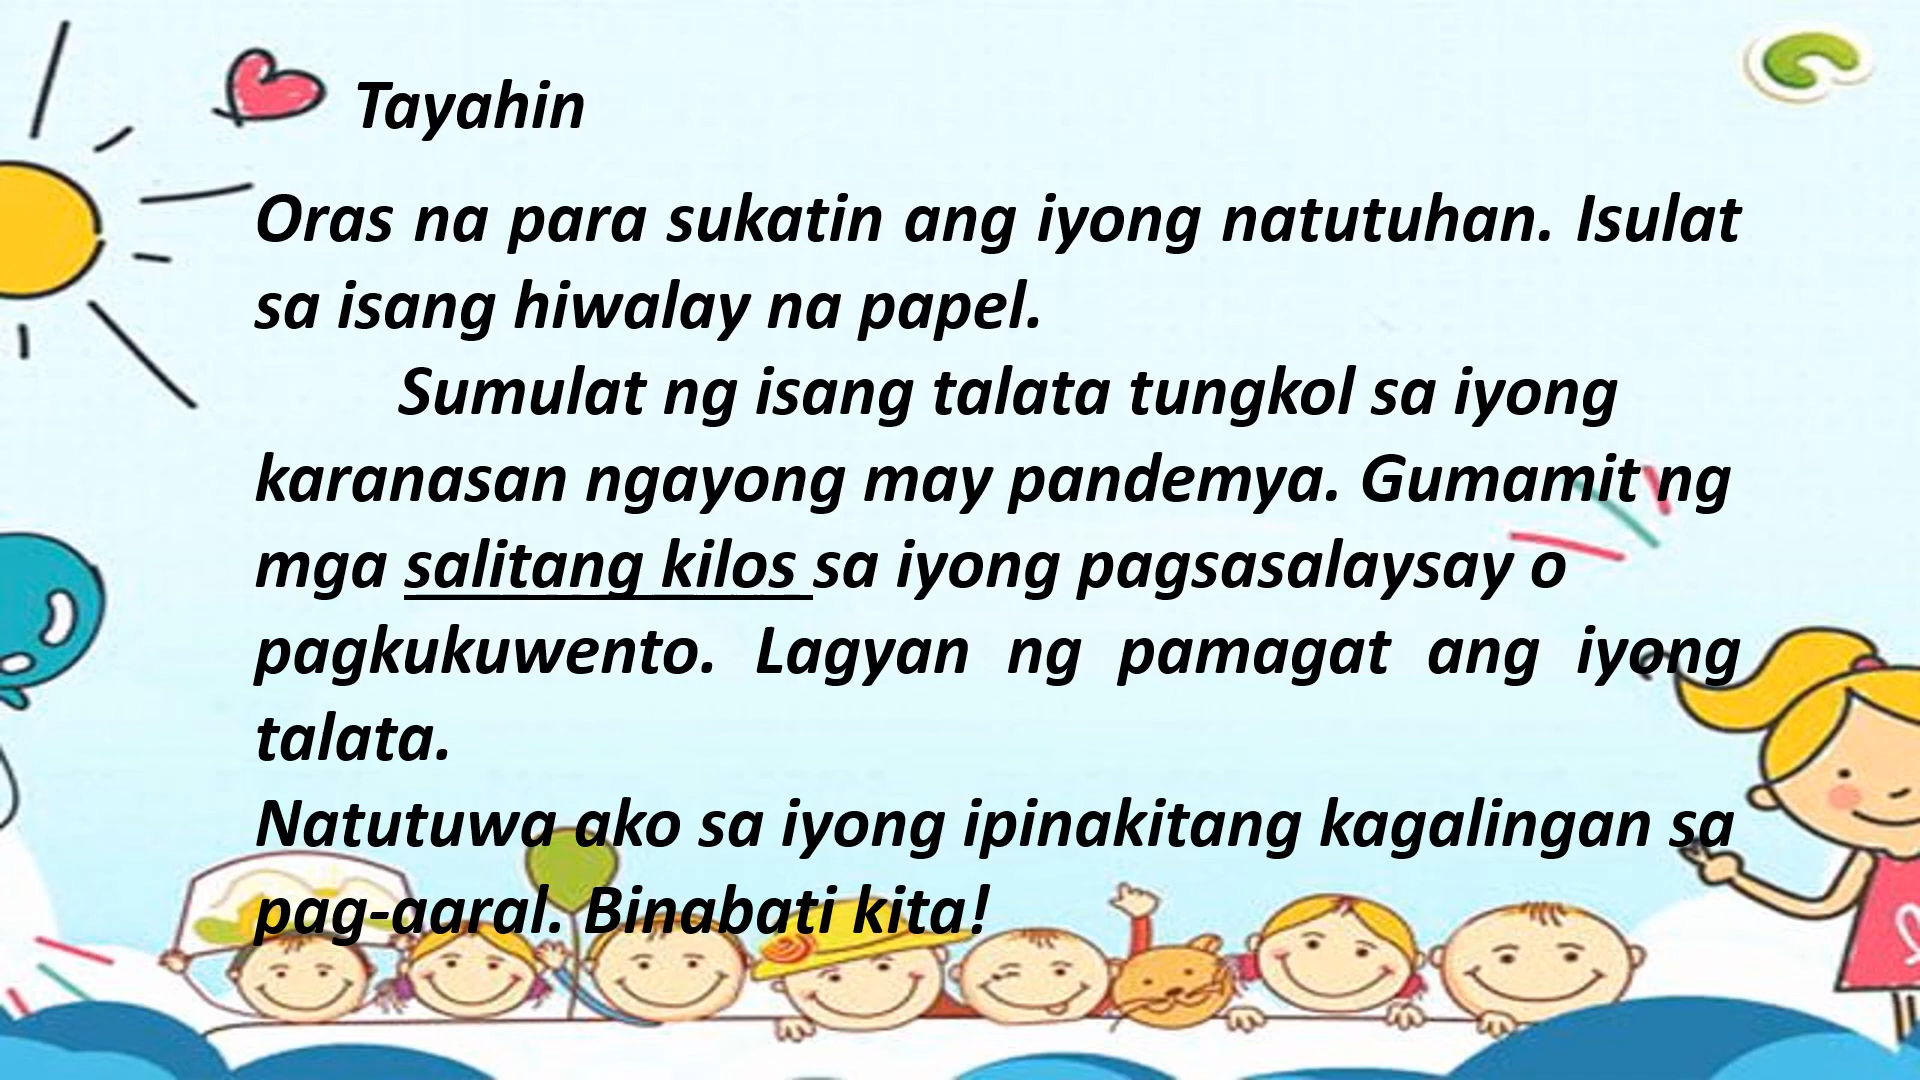 Tayahin
Oras na para sukatin ang iyong natutuhan. Isulat
sa isang hiwalay na papel.
Sumulat ng isang talata tungkol sa iyong
karanasan ngayong may pandemya. Gumamit ng
mga salitang kilos sa iyong pagsasalaysay o
pagkukuwento. Lagyan ng pamagat ang iyong
talata.
Natutuwa ako sa iyong ipinakitang kagalingan sa
pag-aaral. Binabati kita!